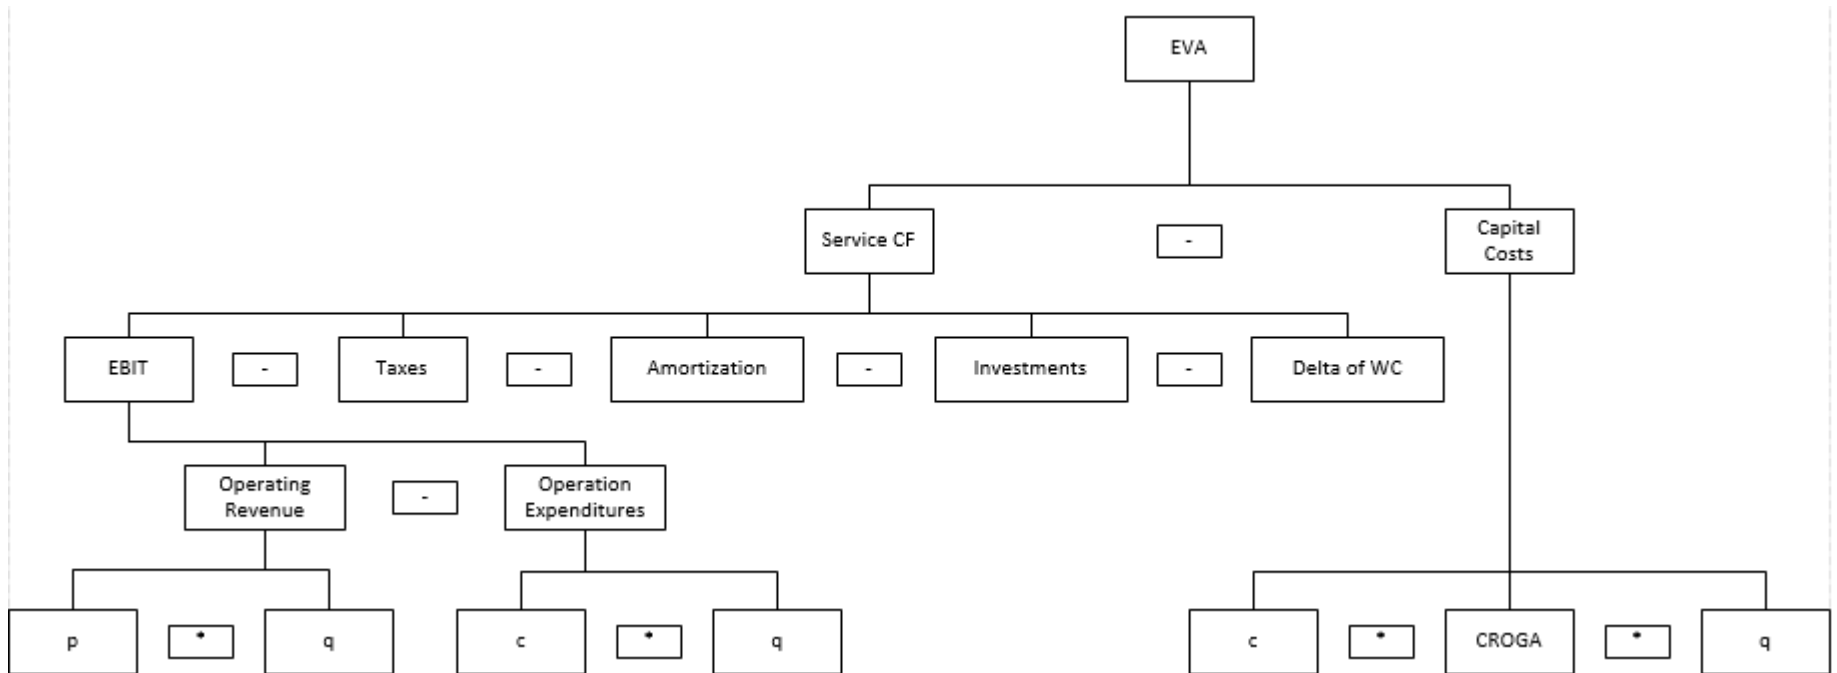 EVA
Service CF
-
Capital
Costs
EBIT
-
Taxes
-
Amortization
-
Investments
-
Delta of WC
Operating
Revenue
-
Operation
Expenditures
p
*
q
c
*
q
c
*
CROGA
*
q